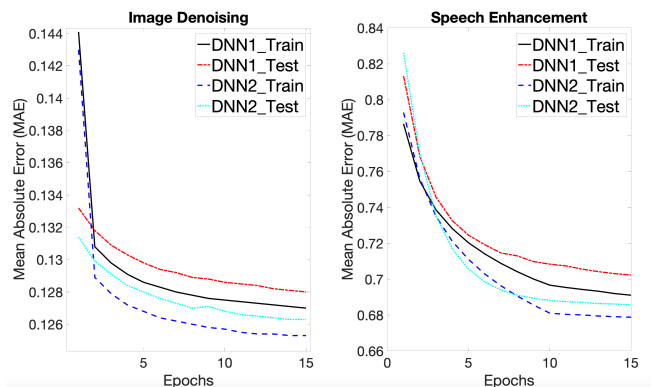 Image Denoising
Mean Absolute Error (MAE)
0.144
0.142
0.14
0.138
0.136
0.134
0.132
0.13
0.128
0.126
5
10
15
Epochs
DNN1_Train
DNN1_Test
DNN2_Train
DNN2_Test
Speech Enhancement
Mean Absolute Error (MAE)
0.84
0.82
0.8
0.78
0.76
0.74
0.72
0.7
0.68
0.66
0
5
10
15
Epochs
DNN1_Train
DNN1_Test
DNN2_Train
DNN2_Test